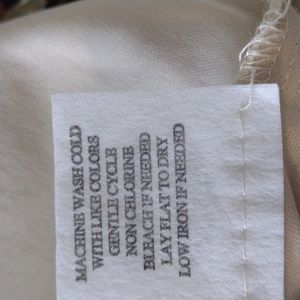 MACHINE WASH COLD
WITH LIKE COLORS
GENTLE CYCLE
NON CHLORINE
BLEACH IF NEEDED
LAY FLAT TO DRY
LOW IRON IF NEEDED